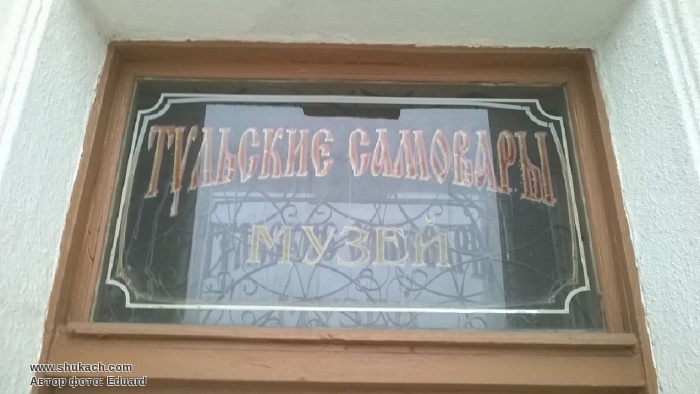 ТУЛЬСКИЕ САМОВАРЫ
МУЗЕЙ
www.shukach.com
Автор фото: Eduard